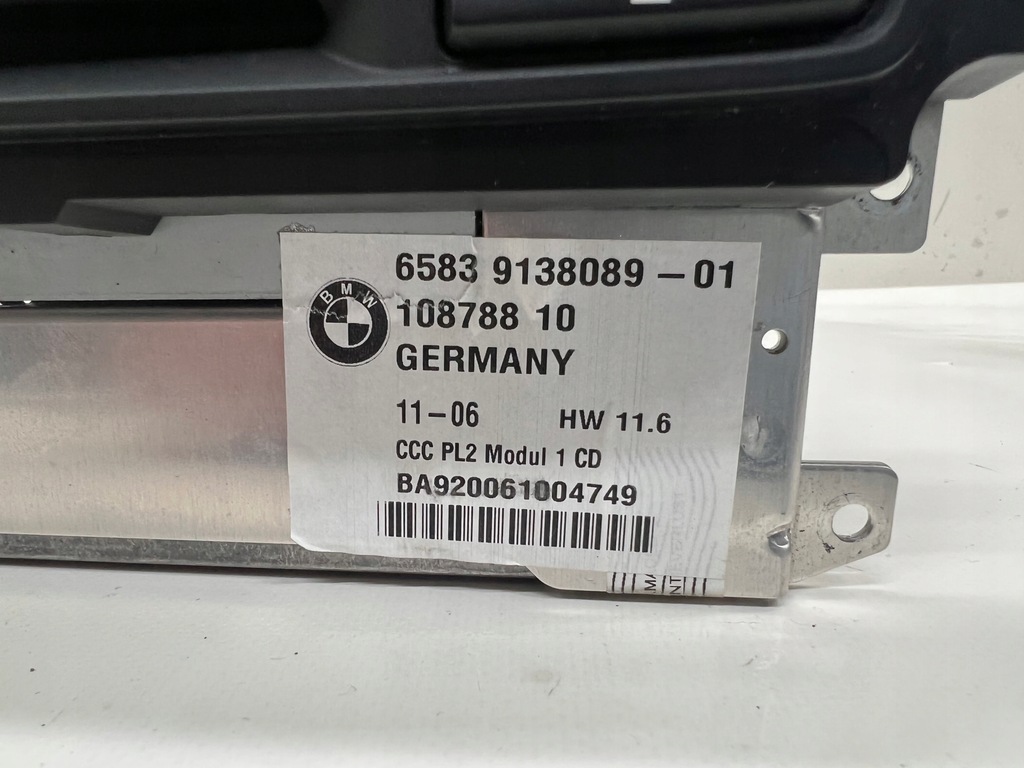 6583 9138089-01
BMW
108788 10
GERMANY
11-06 HW 11.6
CCC PL2 Modul 1 CD
BA920061004749